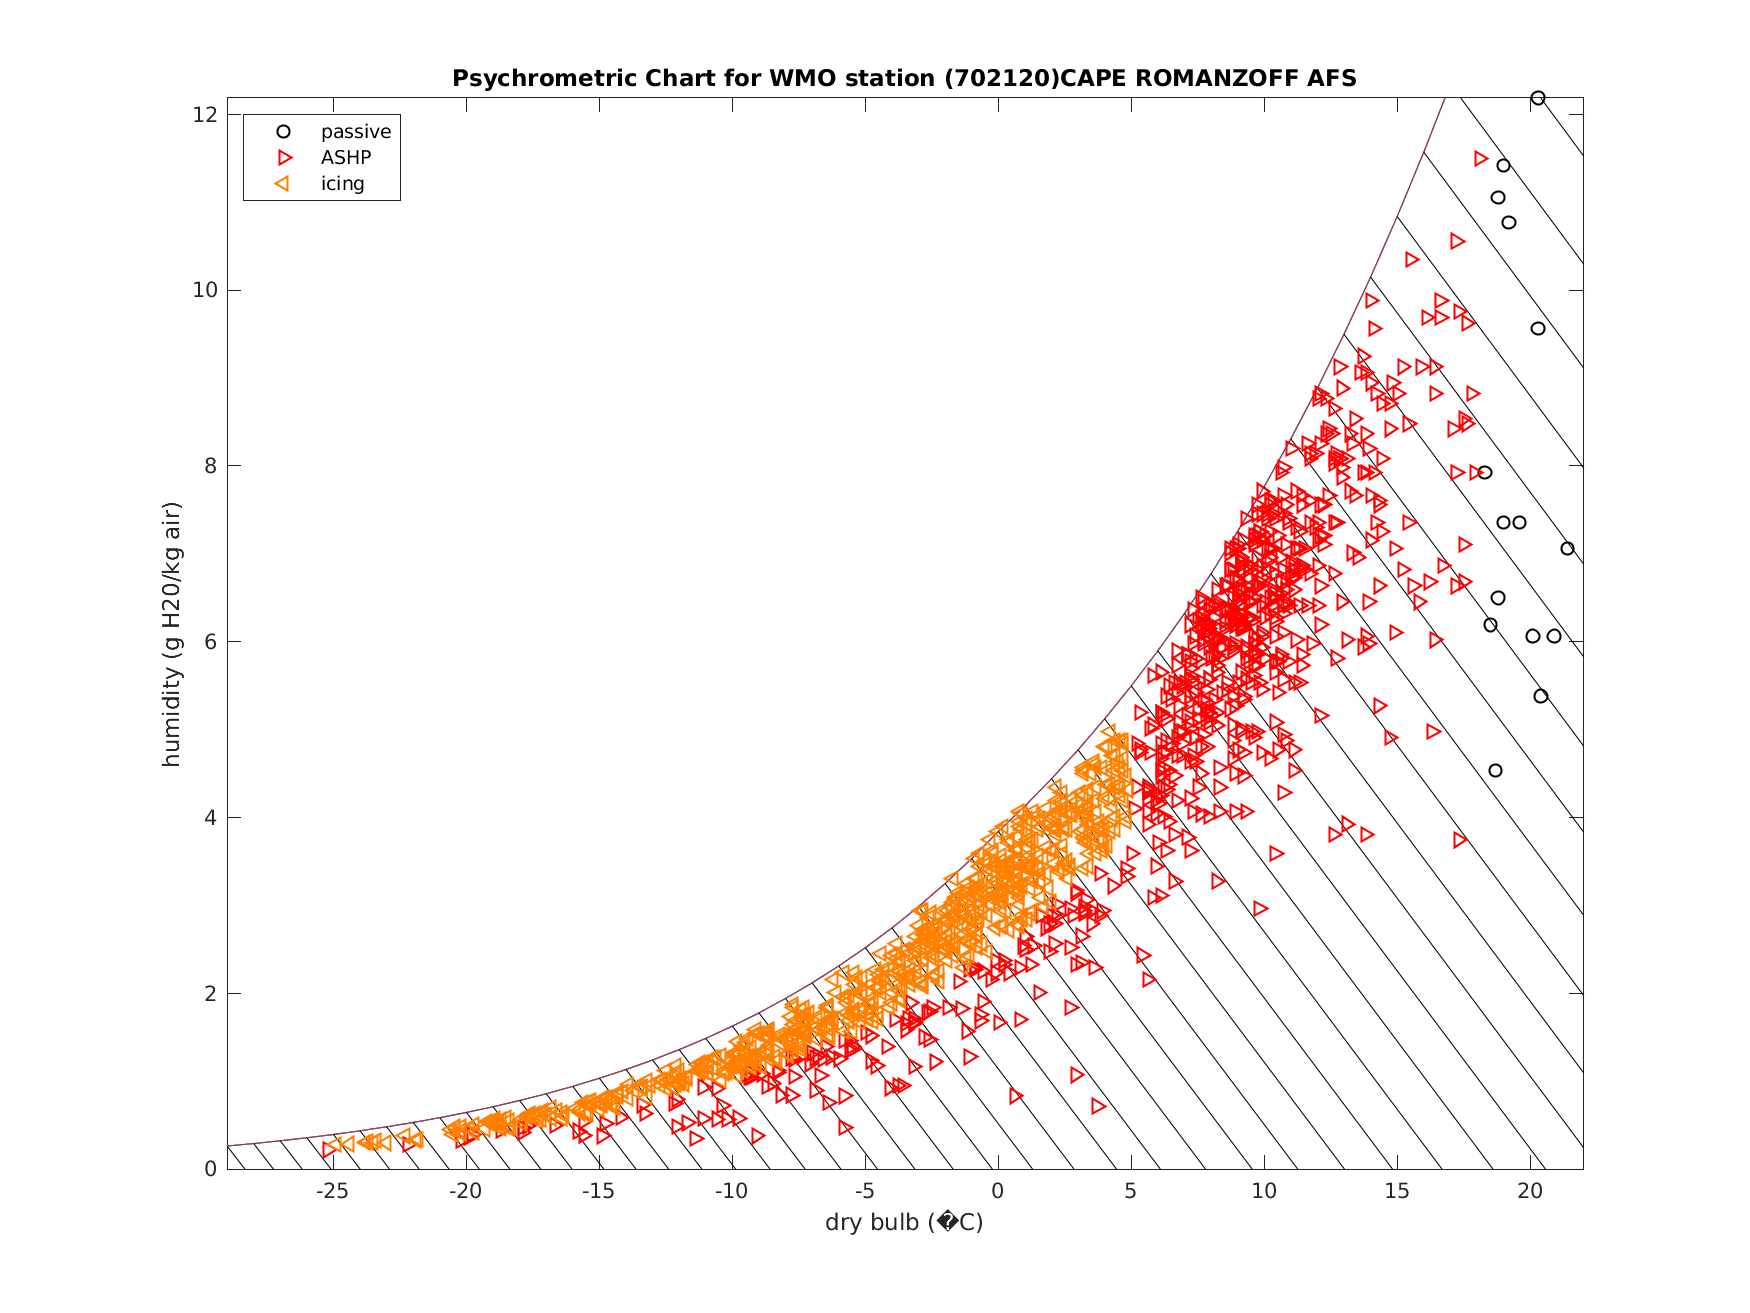 Psychrometric Chart for WMO station (702120)CAPE ROMANZOFF AFS
passive
ASHP
icing
12
10
8
6
4
2
0
humidity (g H20/kg air)
-25 -20 -15 -10 -5 0 5 10 15 20
dry bulb (�C)